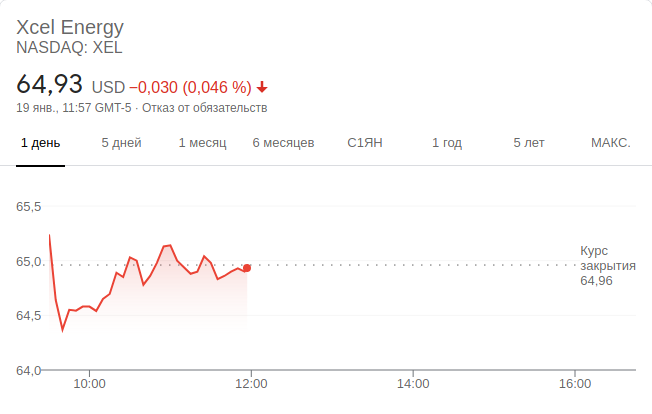 Xcel Energy
NASDAQ: XEL
64,93 USD −0,030 (0,046 %)
19 янв., 11:57 GMT-5 · Отказ от обязательств
1 день 5 дней 1 месяц 6 месяцев С1ЯН 1 год 5 лет МАКС.
65,5
65,0
64,5
64,0
Курс
закрытия
64,96
10:00 12:00 14:00 16:00